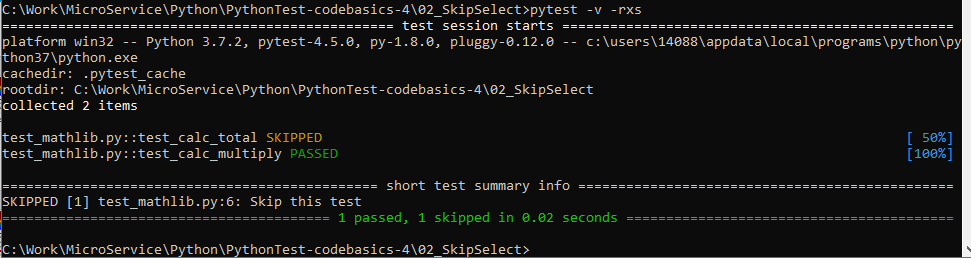 C:\Work\MicroService\Python\PythonTest-codebasics-4\02_SkipSelect>pytest -v -rxs
============================================= test session starts =============================================
platform win32 -- Python 3.7.2, pytest-4.5.0, py-1.8.0, pluggy-0.12.0 -- c:\users\14088\appdata\local\programs\python\py
thon37\python.exe
cachedir: .pytest_cache
rootdir: C:\Work\MicroService\Python\PythonTest-codebasics-4\02_SkipSelect
collected 2 items
test_mathlib.py::test_calc_total SKIPPED [ 50%]
test_mathlib.py::test_calc_multiply PASSED [100%]
=========================================== short test summary info ===========================================
SKIPPED [1] test_mathlib.py:6: Skip this test
===================================== 1 passed, 1 skipped in 0.02 seconds =====================================
C:\Work\MicroService\Python\PythonTest-codebasics-4\02_SkipSelect>